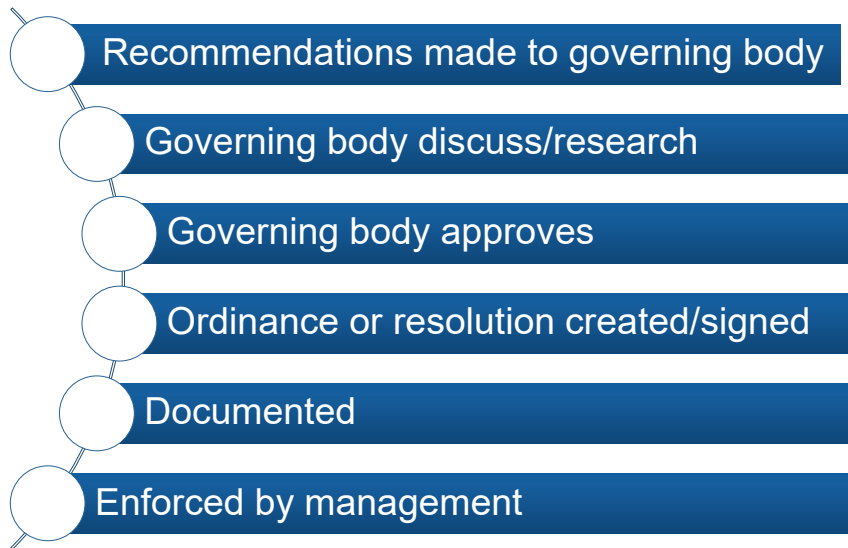 Recommendations made to governing body
Governing body discuss/research
Governing body approves
Ordinance or resolution created/signed
Documented
Enforced by management